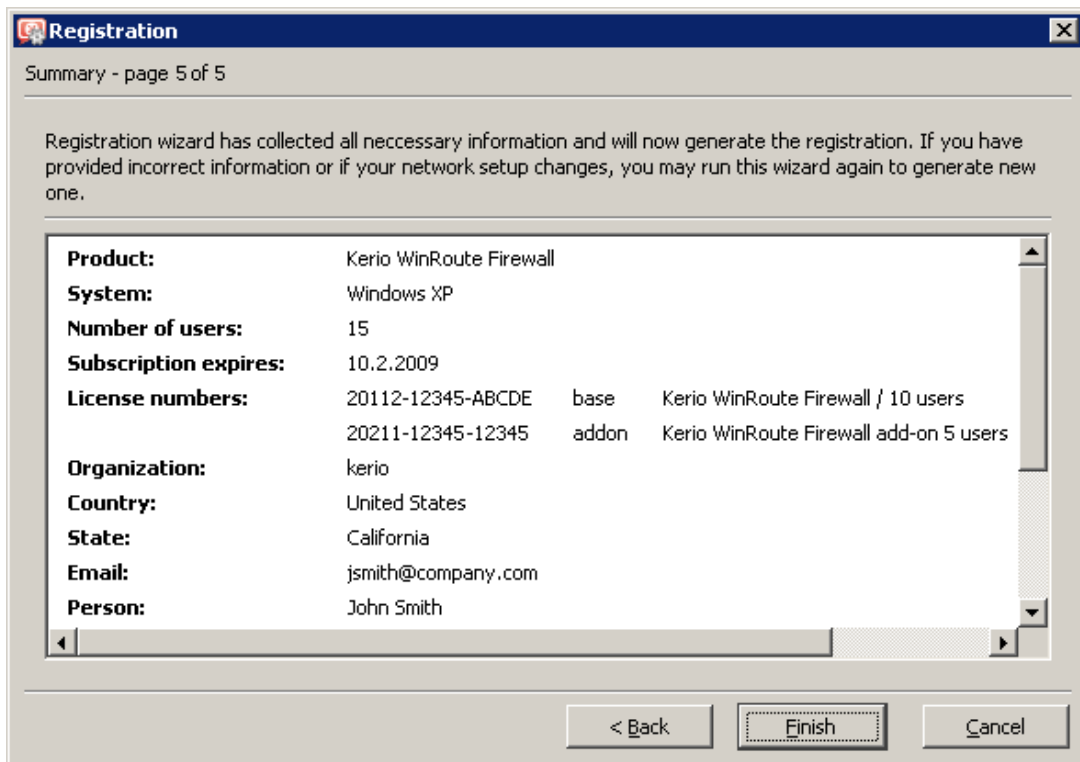 Registration
Summary - page 5 of 5
Registration wizard has collected all neccessary information and will now generate the registration. If you have
provided incorrect information or if your network setup changes, you may run this wizard again to generate new
one.
Product: Kerio WinRoute Firewall
System: Windows XP
Number of users: 15
Subscription expires: 10.2.2009
License numbers: 20112-12345-ABCDE base Kerio WinRoute Firewall / 10 users
20211-12345-12345 addon Kerio WinRoute Firewall add-on 5 users
Organization: kerio
Country: United States
State: California
Email: jsmith@company.com
Person: John Smith
< Back Finish Cancel